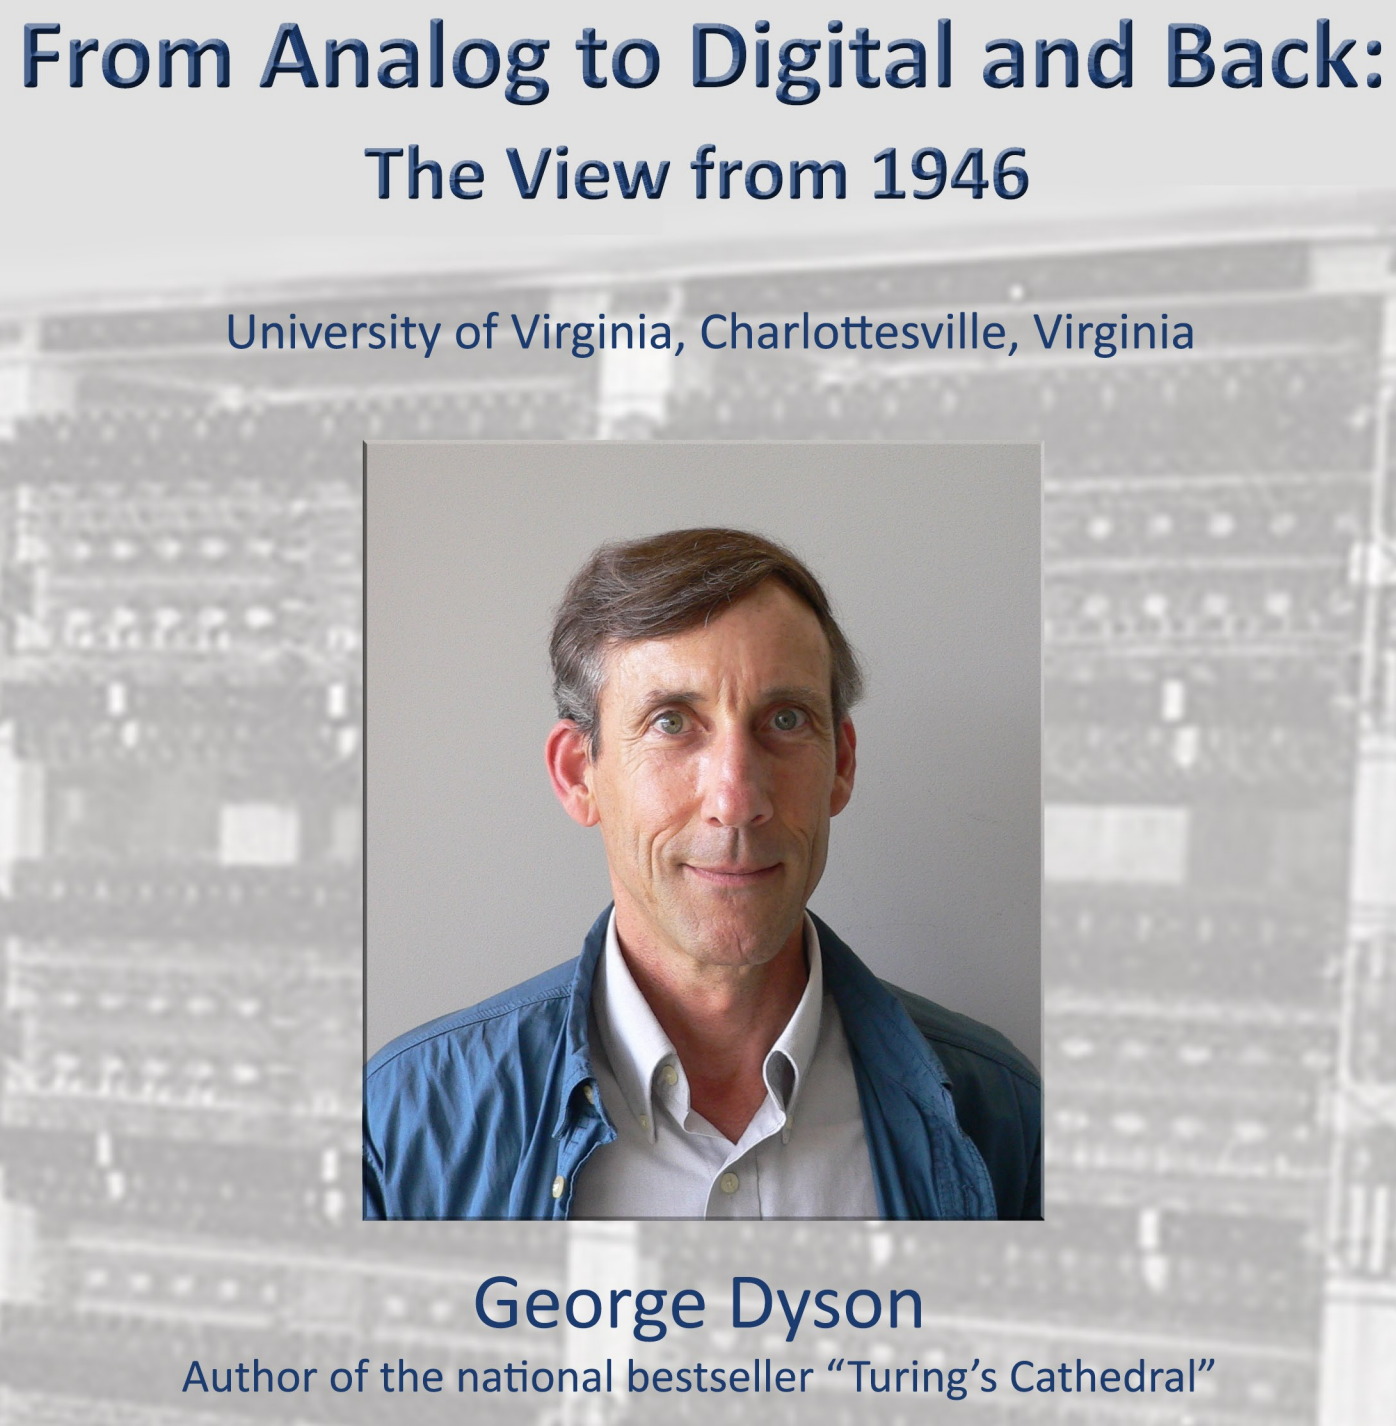 From Analog to Digital and Back:
The View from 1946
University of Virginia, Charlottesville, Virginia
George Dyson
Author of the national bestseller “Turing’s Cathedral”